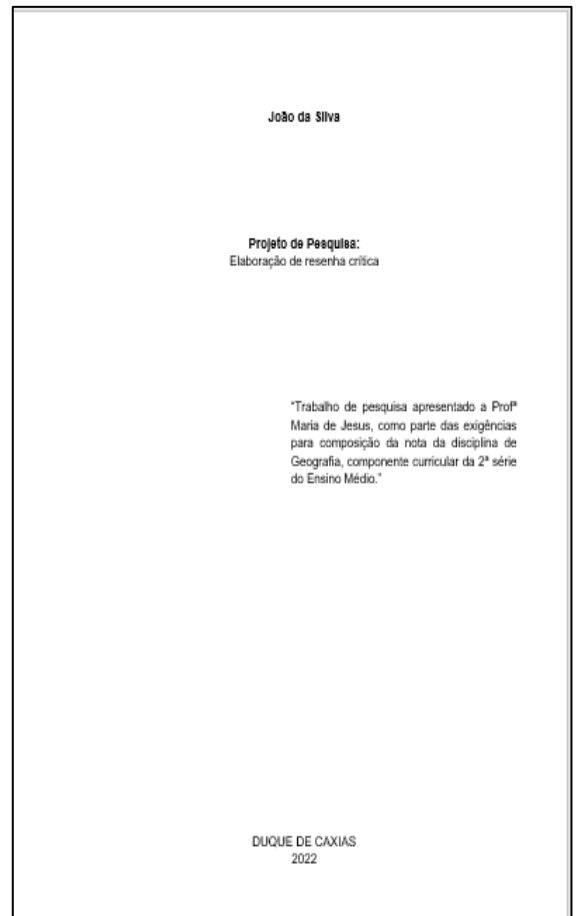 João da Silva
Projeto de Pesquisa:
Elaboração de resenha crítica
"Trabalho de pesquisa apresentado a Profª
Maria de Jesus, como parte das exigências
para composição da nota da disciplina de
Geografia, componente curricular da 2ª série
do Ensino Médio."
DUQUE DE CAXIAS
2022